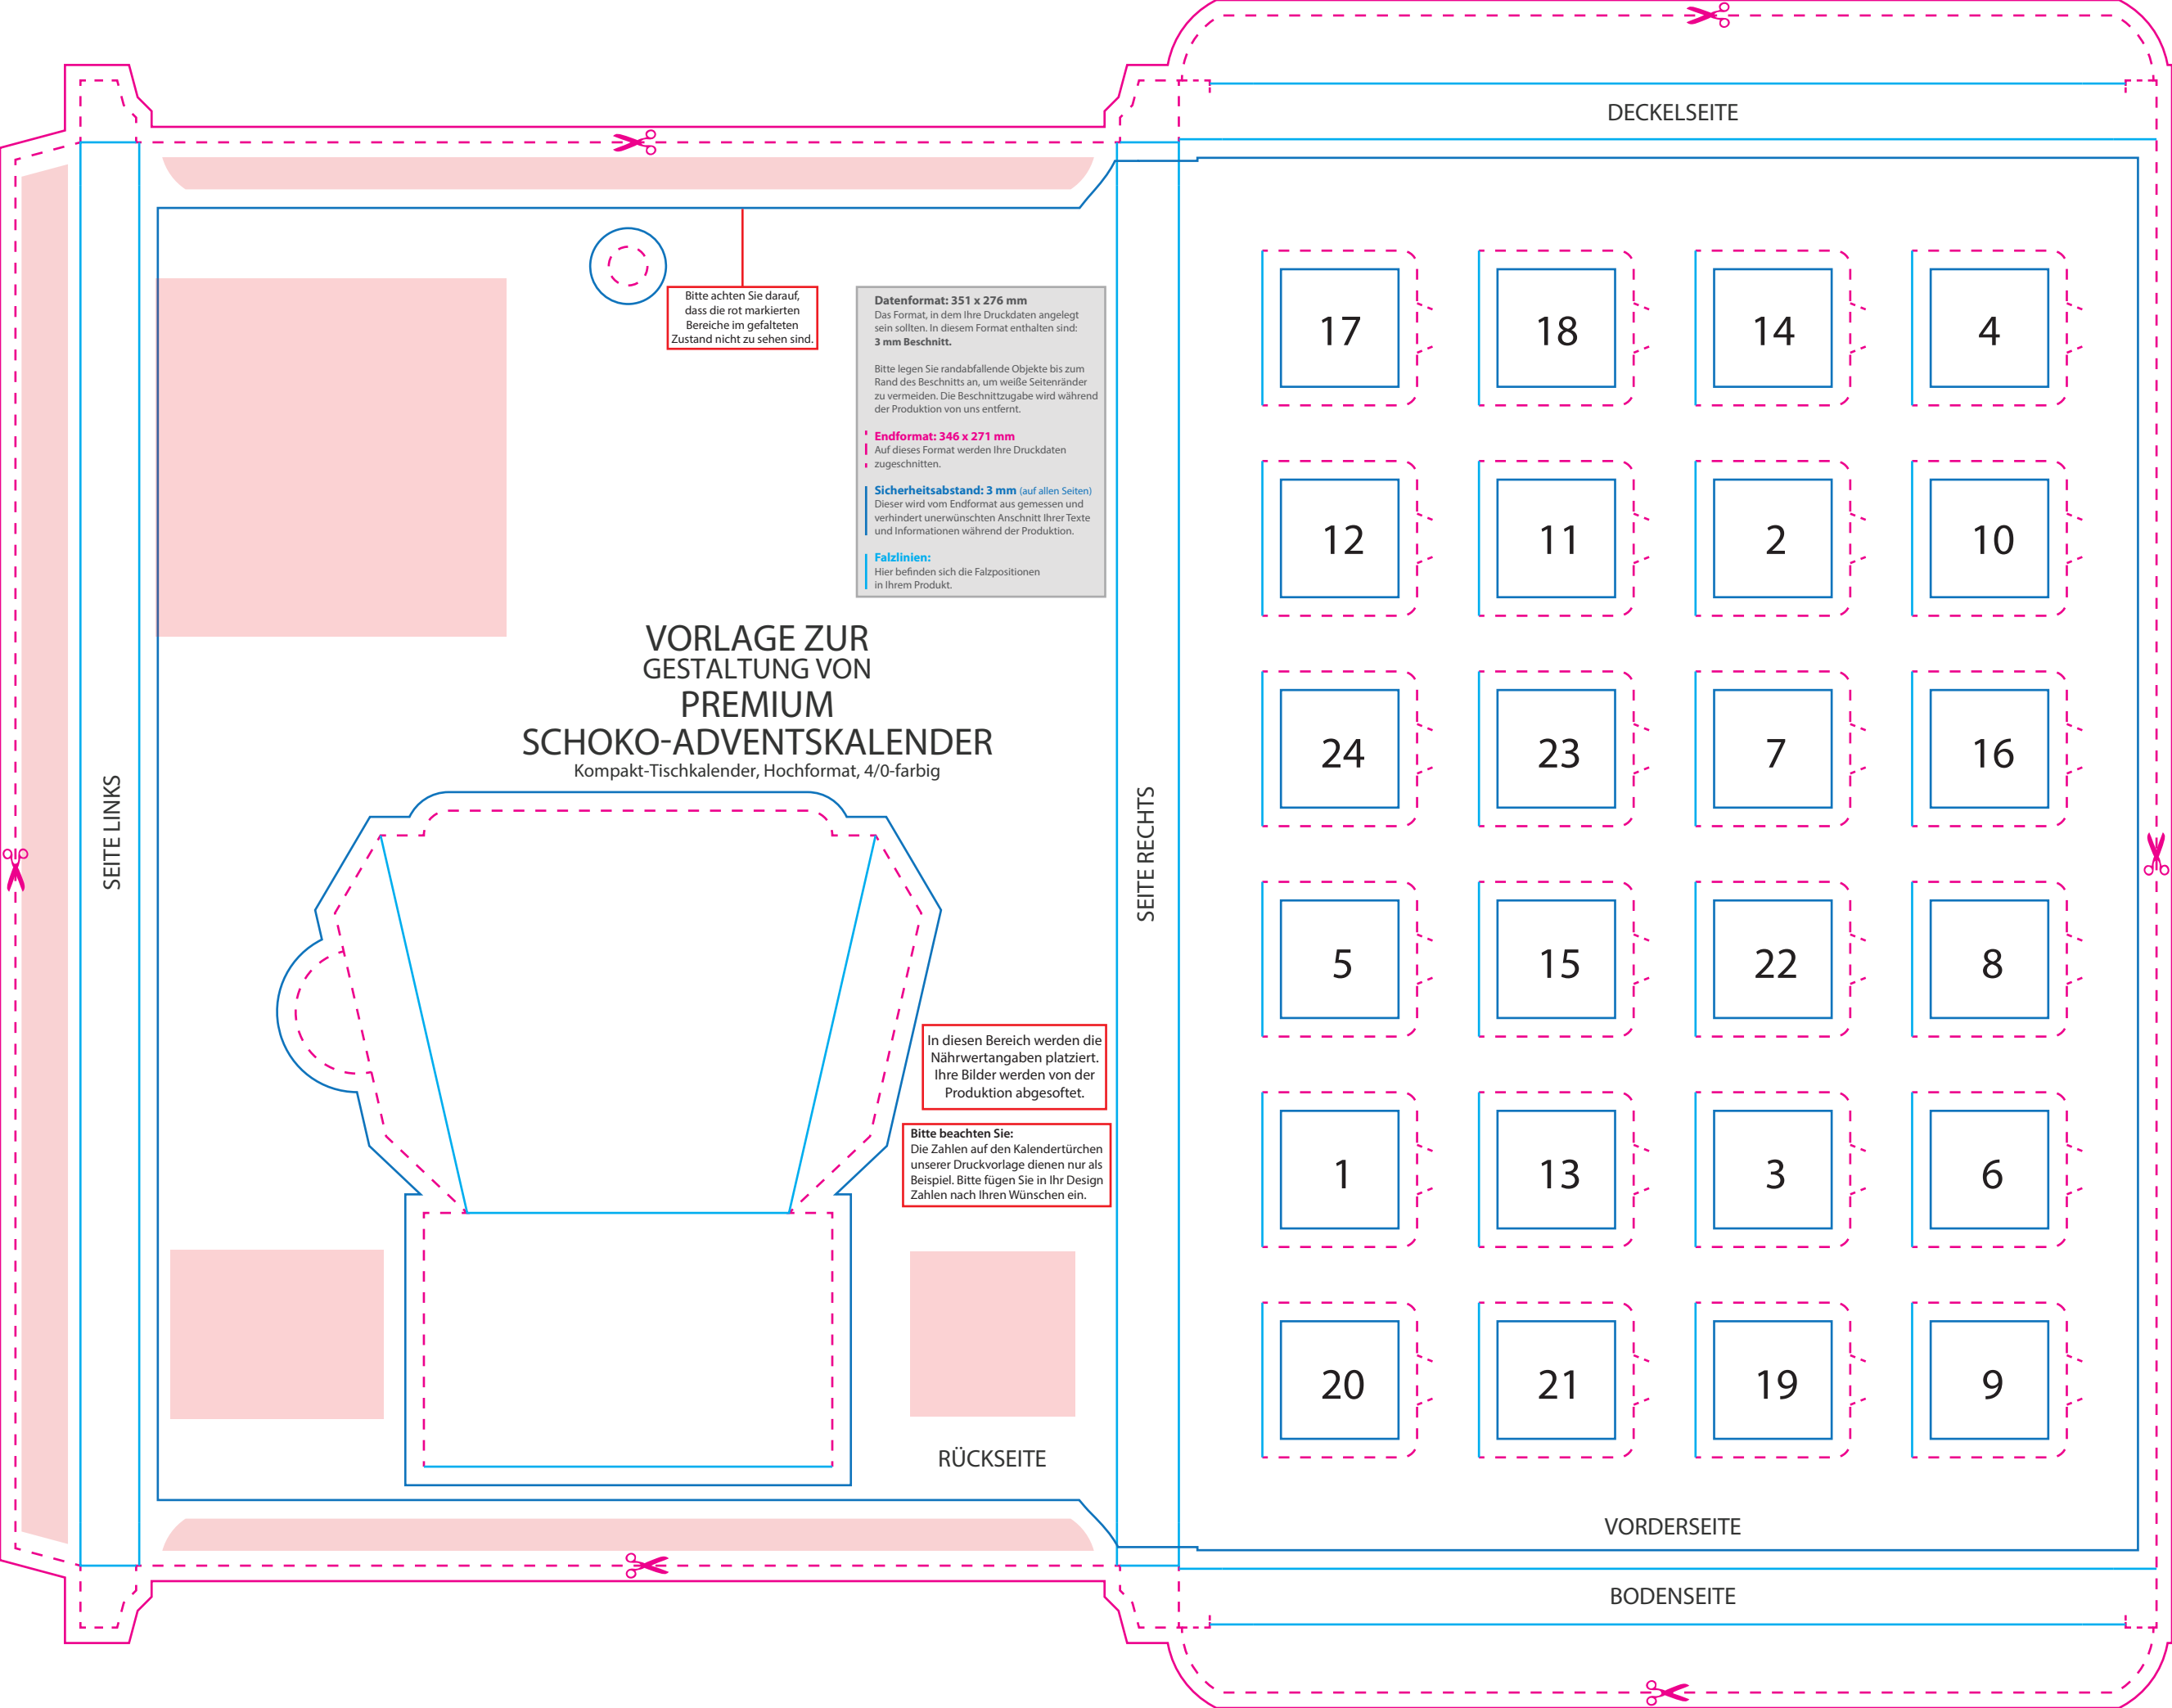 DECKELSEITE
Bitte achten Sie darauf,
dass die rot markierten
Bereiche im gefalteten
Zustand nicht zu sehen sind.
Datenformat: 351 x 276 mm
Das Format, in dem Ihre Druckdaten angelegt
sein sollten. In diesem Format enthalten sind:
3 mm Beschnitt.
Bitte legen Sie randabfallende Objekte bis zum
Rand des Beschnitts an, um weiße Seitenränder
zu vermeiden. Die Beschnittzugabe wird während
der Produktion von uns entfernt.
Endformat: 346 x 271 mm
Auf dieses Format werden Ihre Druckdaten
zugeschnitten.
Sicherheitsabstand: 3 mm (auf allen Seiten)
Dieser wird vom Endformat aus gemessen und
verhindert unerwünschten Anschnitt Ihrer Texte
und Informationen während der Produktion.
Falzlinien:
Hier befinden sich die Falzpositionen
in Ihrem Produkt.
VORLAGE ZUR
GESTALTUNG VON
PREMIUM
SCHOKO-ADVENTSKALENDER
Kompakt-Tischkalender, Hochformat, 4/0-farbig
SEITE LINKS
SEITE RECHTS
In diesen Bereich werden die
Nährwertangaben platziert.
Ihre Bilder werden von der
Produktion abgesoftet.
Bitte beachten Sie:
Die Zahlen auf den Kalendertürchen
unserer Druckvorlage dienen nur als
Beispiel. Bitte fügen Sie in Ihr Design
Zahlen nach Ihren Wünschen ein.
RÜCKSEITE
17 18 14 4
12 11 2 10
24 23 7 16
5 15 22 8
1 13 3 6
20 21 19 9
VORDERSEITE
BODENSEITE